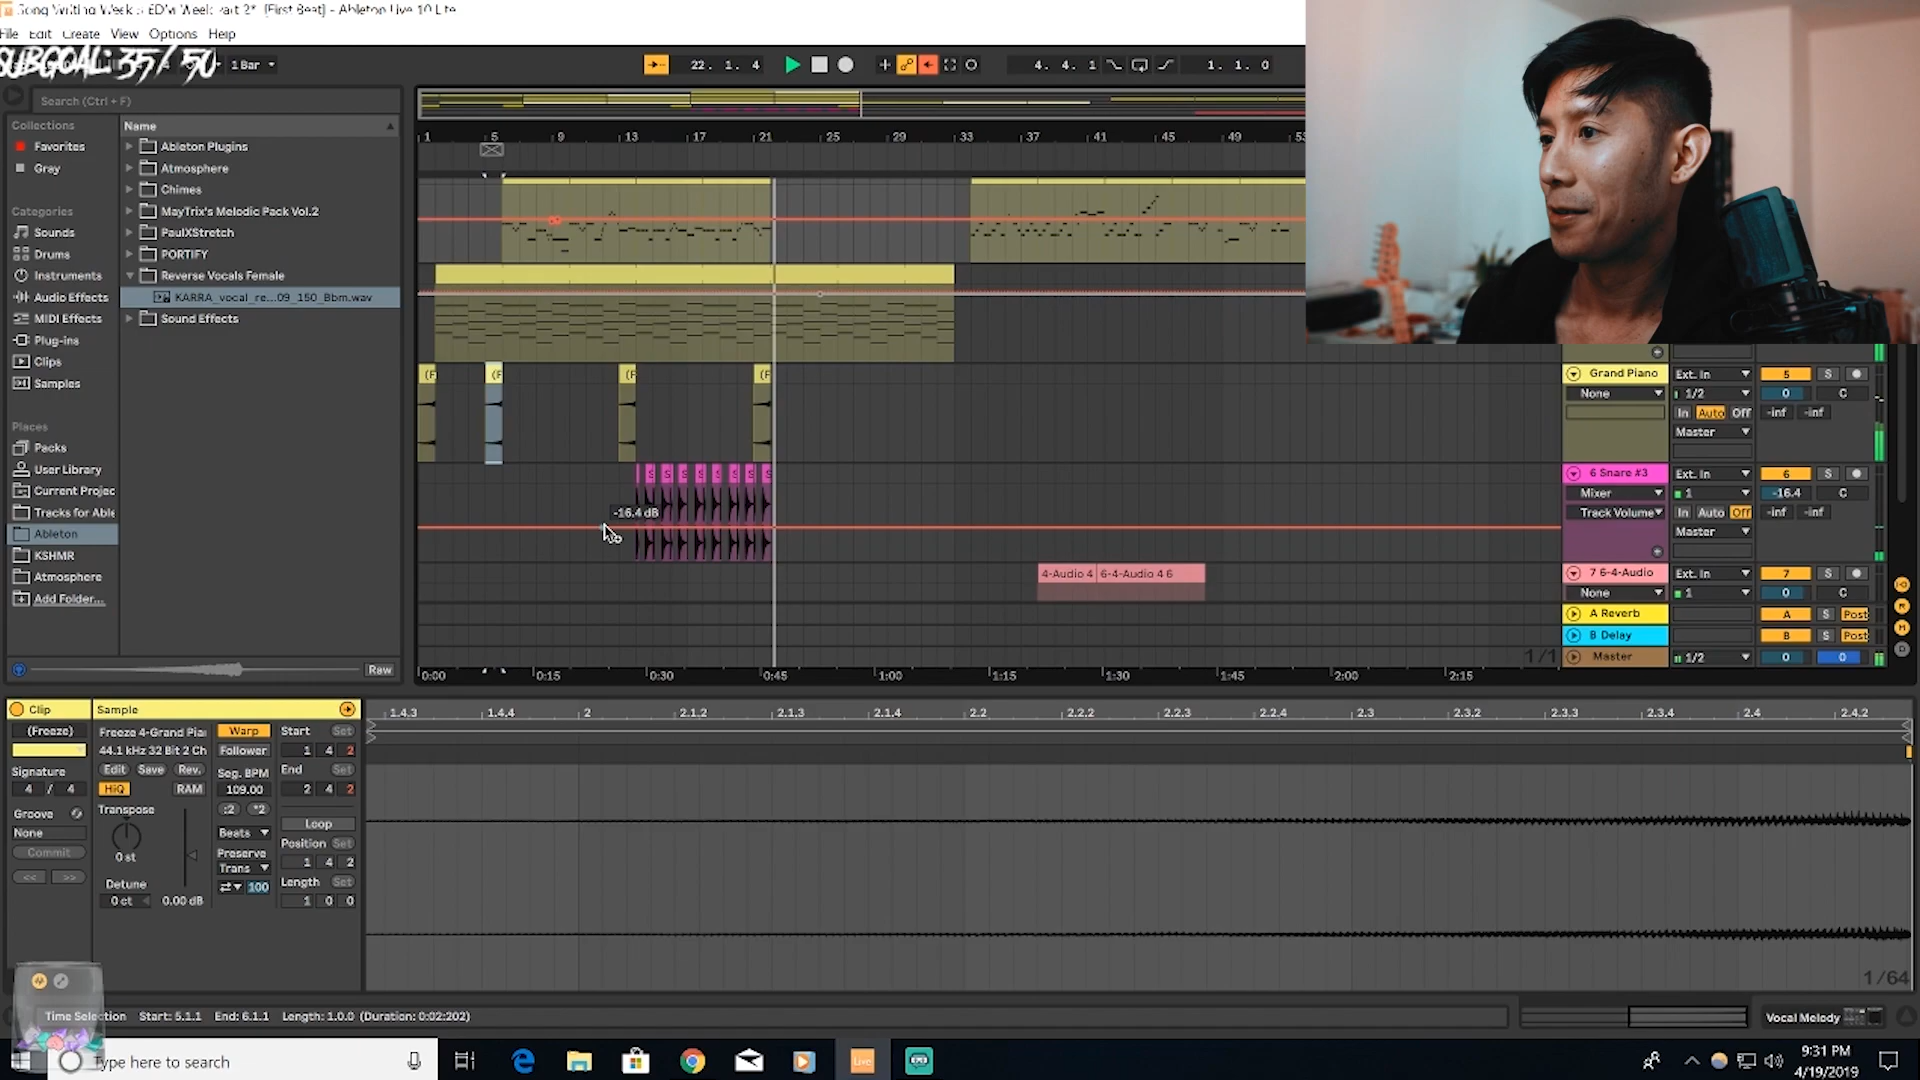 Song Writing Week 5 EDM Week Part 2* [First Beat] - Ableton Live 10 Lite
File Edit Create View Options Help
SUBGOAL: 35/50
1 Bar
22. 1. 4
4. 4. 1
1. 1. 0
Search (Ctrl + F)
Collections
Favorites
Gray
Categories
Sounds
Drums
Instruments
Audio Effects
MIDI Effects
Plug-ins
Clips
Samples
Places
Packs
User Library
Current Projec
Tracks for Able
Ableton
KSHMR
Atmosphere
Add Folder...
Name
Ableton Plugins
Atmosphere
Chimes
MayTrix's Melodic Pack Vol.2
PaulXStretch
PORTIFY
Reverse Vocals Female
KARRA_vocal_re...09_150_Bbm.wav
Sound Effects
Raw
1 5 9 13 17 21 25 29 33 37 41 45 49 53
(F (F (F (F
S S S S S S S S
-16.4 dB
4-Audio 4 6-4-Audio 4 6
1/1
0:00 0:15 0:30 0:45 1:00 1:15 1:30 1:45 2:00 2:15
Grand Piano Ext. In 5 S
None 1/2 0 C
In Auto Off -inf -inf
Master
6 Snare #3 Ext. In 6 S
Mixer 1 -16.4 C
Track Volume In Auto Off -inf -inf
Master
7 6-4-Audio Ext. In 7 S
None 1 0 C
A Reverb A S Post
B Delay B S Post
Master 1/2 0 0
Clip
(Freeze)
Signature
4 / 4
Groove
None
Commit
<< >>
Sample
Freeze 4-Grand Pia
44.1 kHz 32 Bit 2 Ch
Edit Save Rev.
HiQ RAM
Transpose
0 st
Detune
0 ct 0.00 dB
Warp
Follower
Seg. BPM
109.00
:2 *2
Beats
Preserve
Trans
100
Start Set
1 4 2
End Set
2 4 2
Loop
Position Set
1 4 2
Length Set
1 0 0
1.4.3 1.4.4 2 2.1.2 2.1.3 2.1.4 2.2 2.2.2 2.2.3 2.2.4 2.3 2.3.2 2.3.3 2.3.4 2.4 2.4.2
1/64
Time Selection Start: 5.1.1 End: 6.1.1 Length: 1.0.0 (Duration: 0:02:202)
Vocal Melody
Type here to search
Live
9:31 PM
4/19/2019